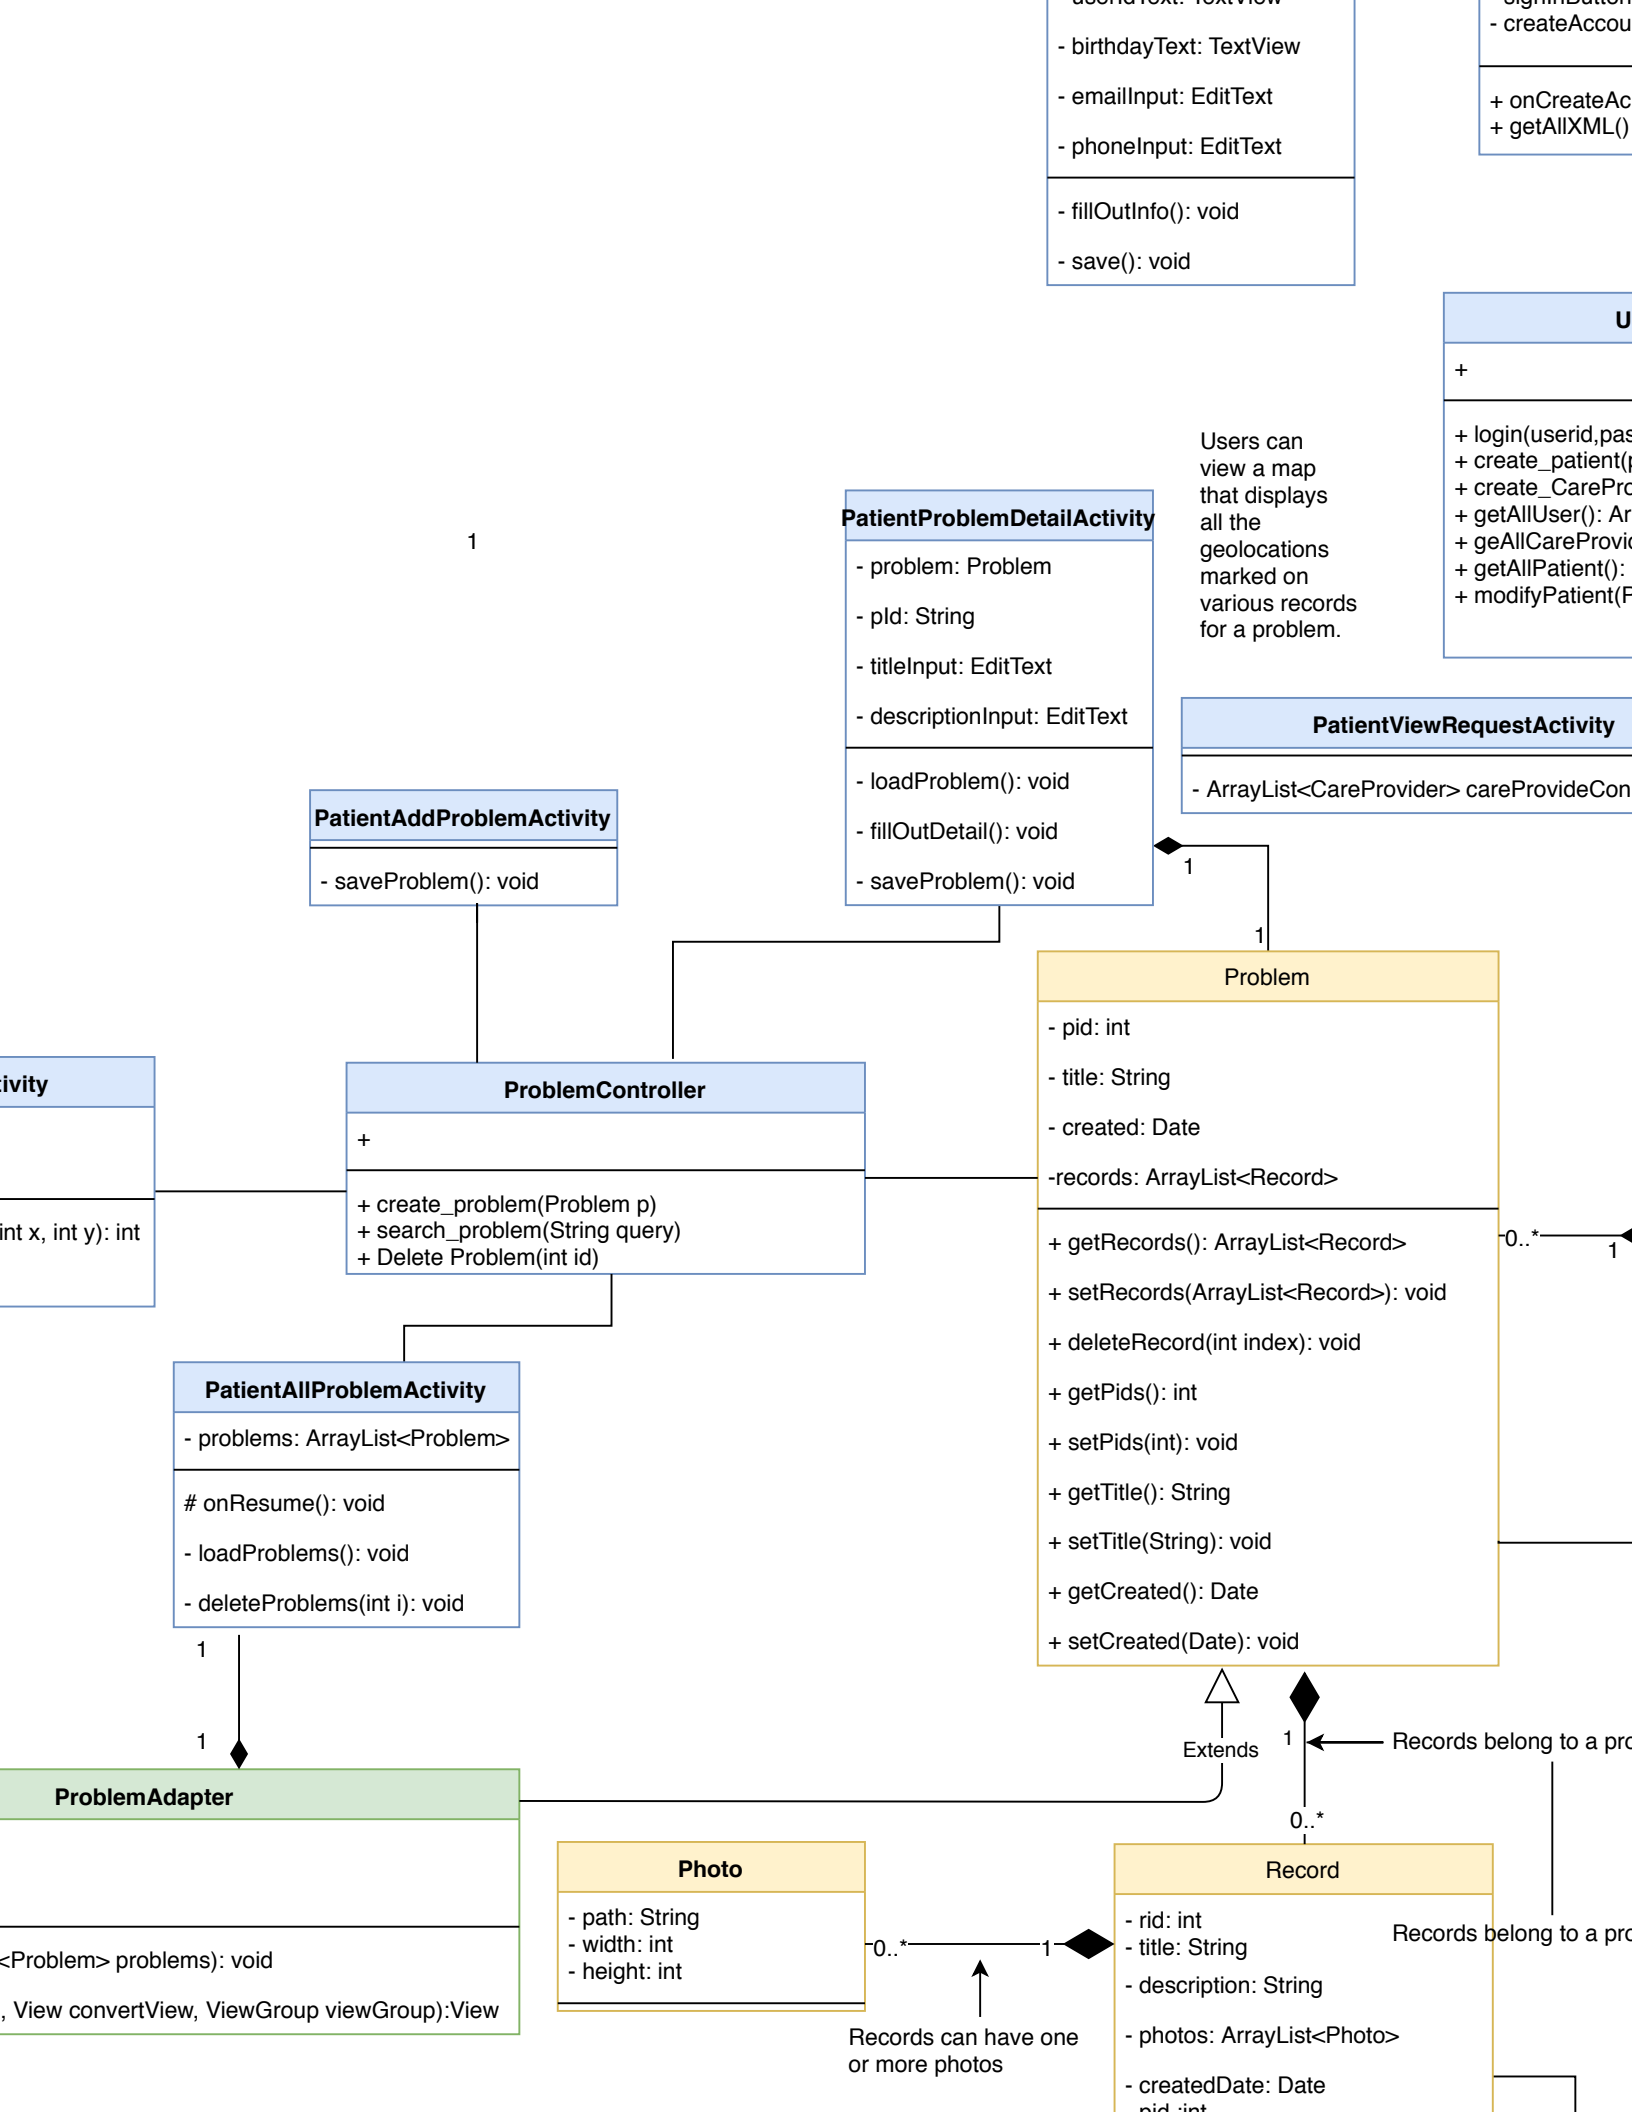 - birthdayText: TextView
- emailInput: EditText
- phoneInput: EditText
- fillOutInfo(): void
- save(): void
- createAccou
+ onCreateAc
+ getAllXML()
U
+
+ login(userid,pas
+ create_patient(p
+ create_CarePro
+ getAllUser(): Ar
+ geAllCareProvid
+ getAllPatient():
+ modifyPatient(P
Users can
view a map
that displays
all the
geolocations
marked on
various records
for a problem.
1
PatientProblemDetailActivity
- problem: Problem
- pId: String
- titleInput: EditText
- descriptionInput: EditText
- loadProblem(): void
- fillOutDetail(): void
- saveProblem(): void
PatientViewRequestActivity
- ArrayList<CareProvider> careProvideCon
PatientAddProblemActivity
- saveProblem(): void
1
1
Problem
- pid: int
- title: String
- created: Date
-records: ArrayList<Record>
+ getRecords(): ArrayList<Record>
+ setRecords(ArrayList<Record>): void
+ deleteRecord(int index): void
+ getPids(): int
+ setPids(int): void
+ getTitle(): String
+ setTitle(String): void
+ getCreated(): Date
+ setCreated(Date): void
0..*
1
ivity
int x, int y): int
ProblemController
+
+ create_problem(Problem p)
+ search_problem(String query)
+ Delete Problem(int id)
PatientAllProblemActivity
- problems: ArrayList<Problem>
# onResume(): void
- loadProblems(): void
- deleteProblems(int i): void
1
1
ProblemAdapter
<Problem> problems): void
, View convertView, ViewGroup viewGroup):View
Extends
1
Records belong to a pro
0..*
Photo
- path: String
- width: int
- height: int
0..*
1
Records can have one
or more photos
Record
- rid: int
- title: String
- description: String
- photos: ArrayList<Photo>
- createdDate: Date
- pid :int
Records belong to a pro